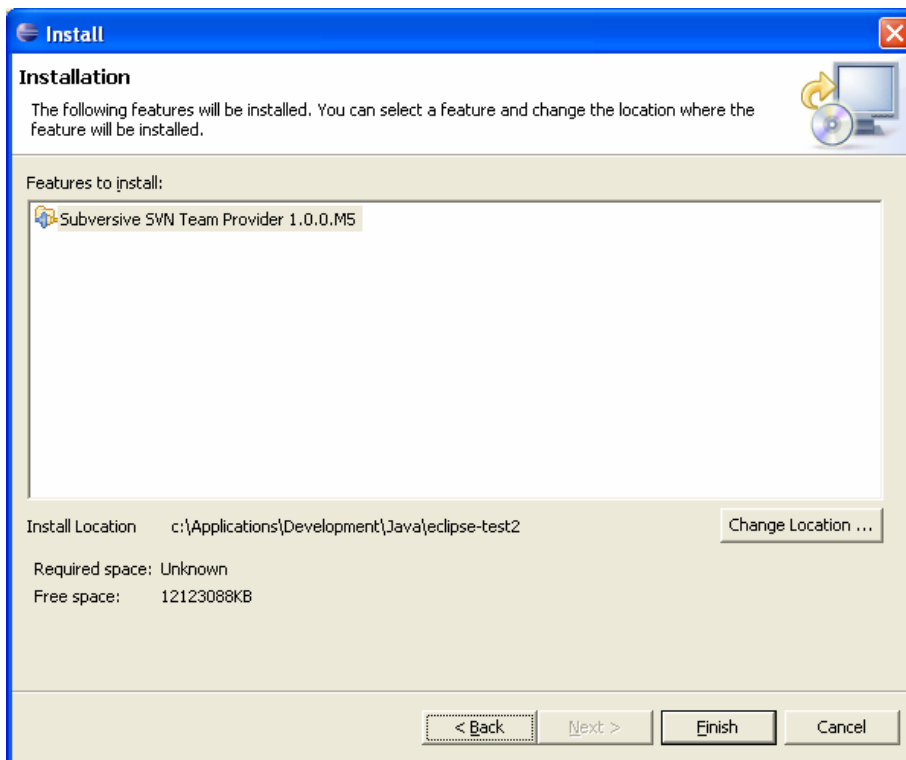 Install
Installation
The following features will be installed. You can select a feature and change the location where the
feature will be installed.
Features to install:
Subversive SVN Team Provider 1.0.0.M5
Install Location c:\Applications\Development\Java\eclipse-test2 Change Location ...
Required space: Unknown
Free space: 12123088KB
< Back Next > Finish Cancel